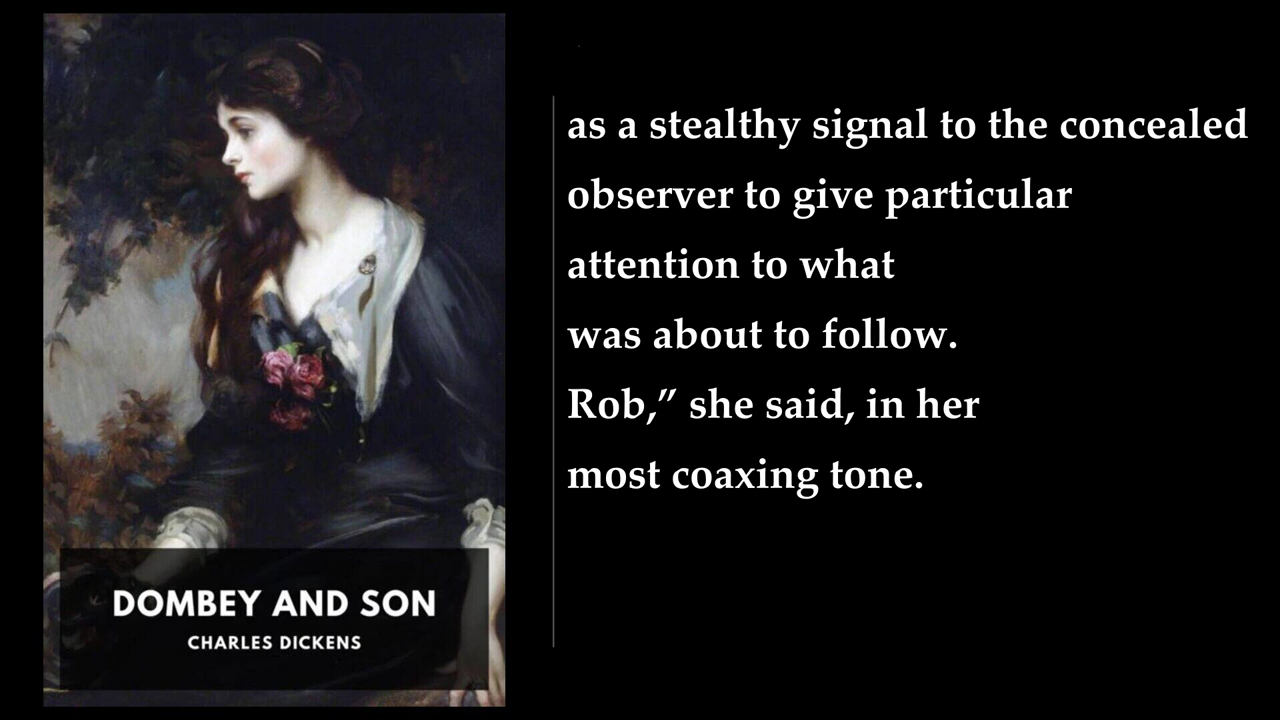 DOMBEY AND SON
CHARLES DICKENS
as a stealthy signal to the concealed
observer to give particular
attention to what
was about to follow.
Rob,” she said, in her
most coaxing tone.